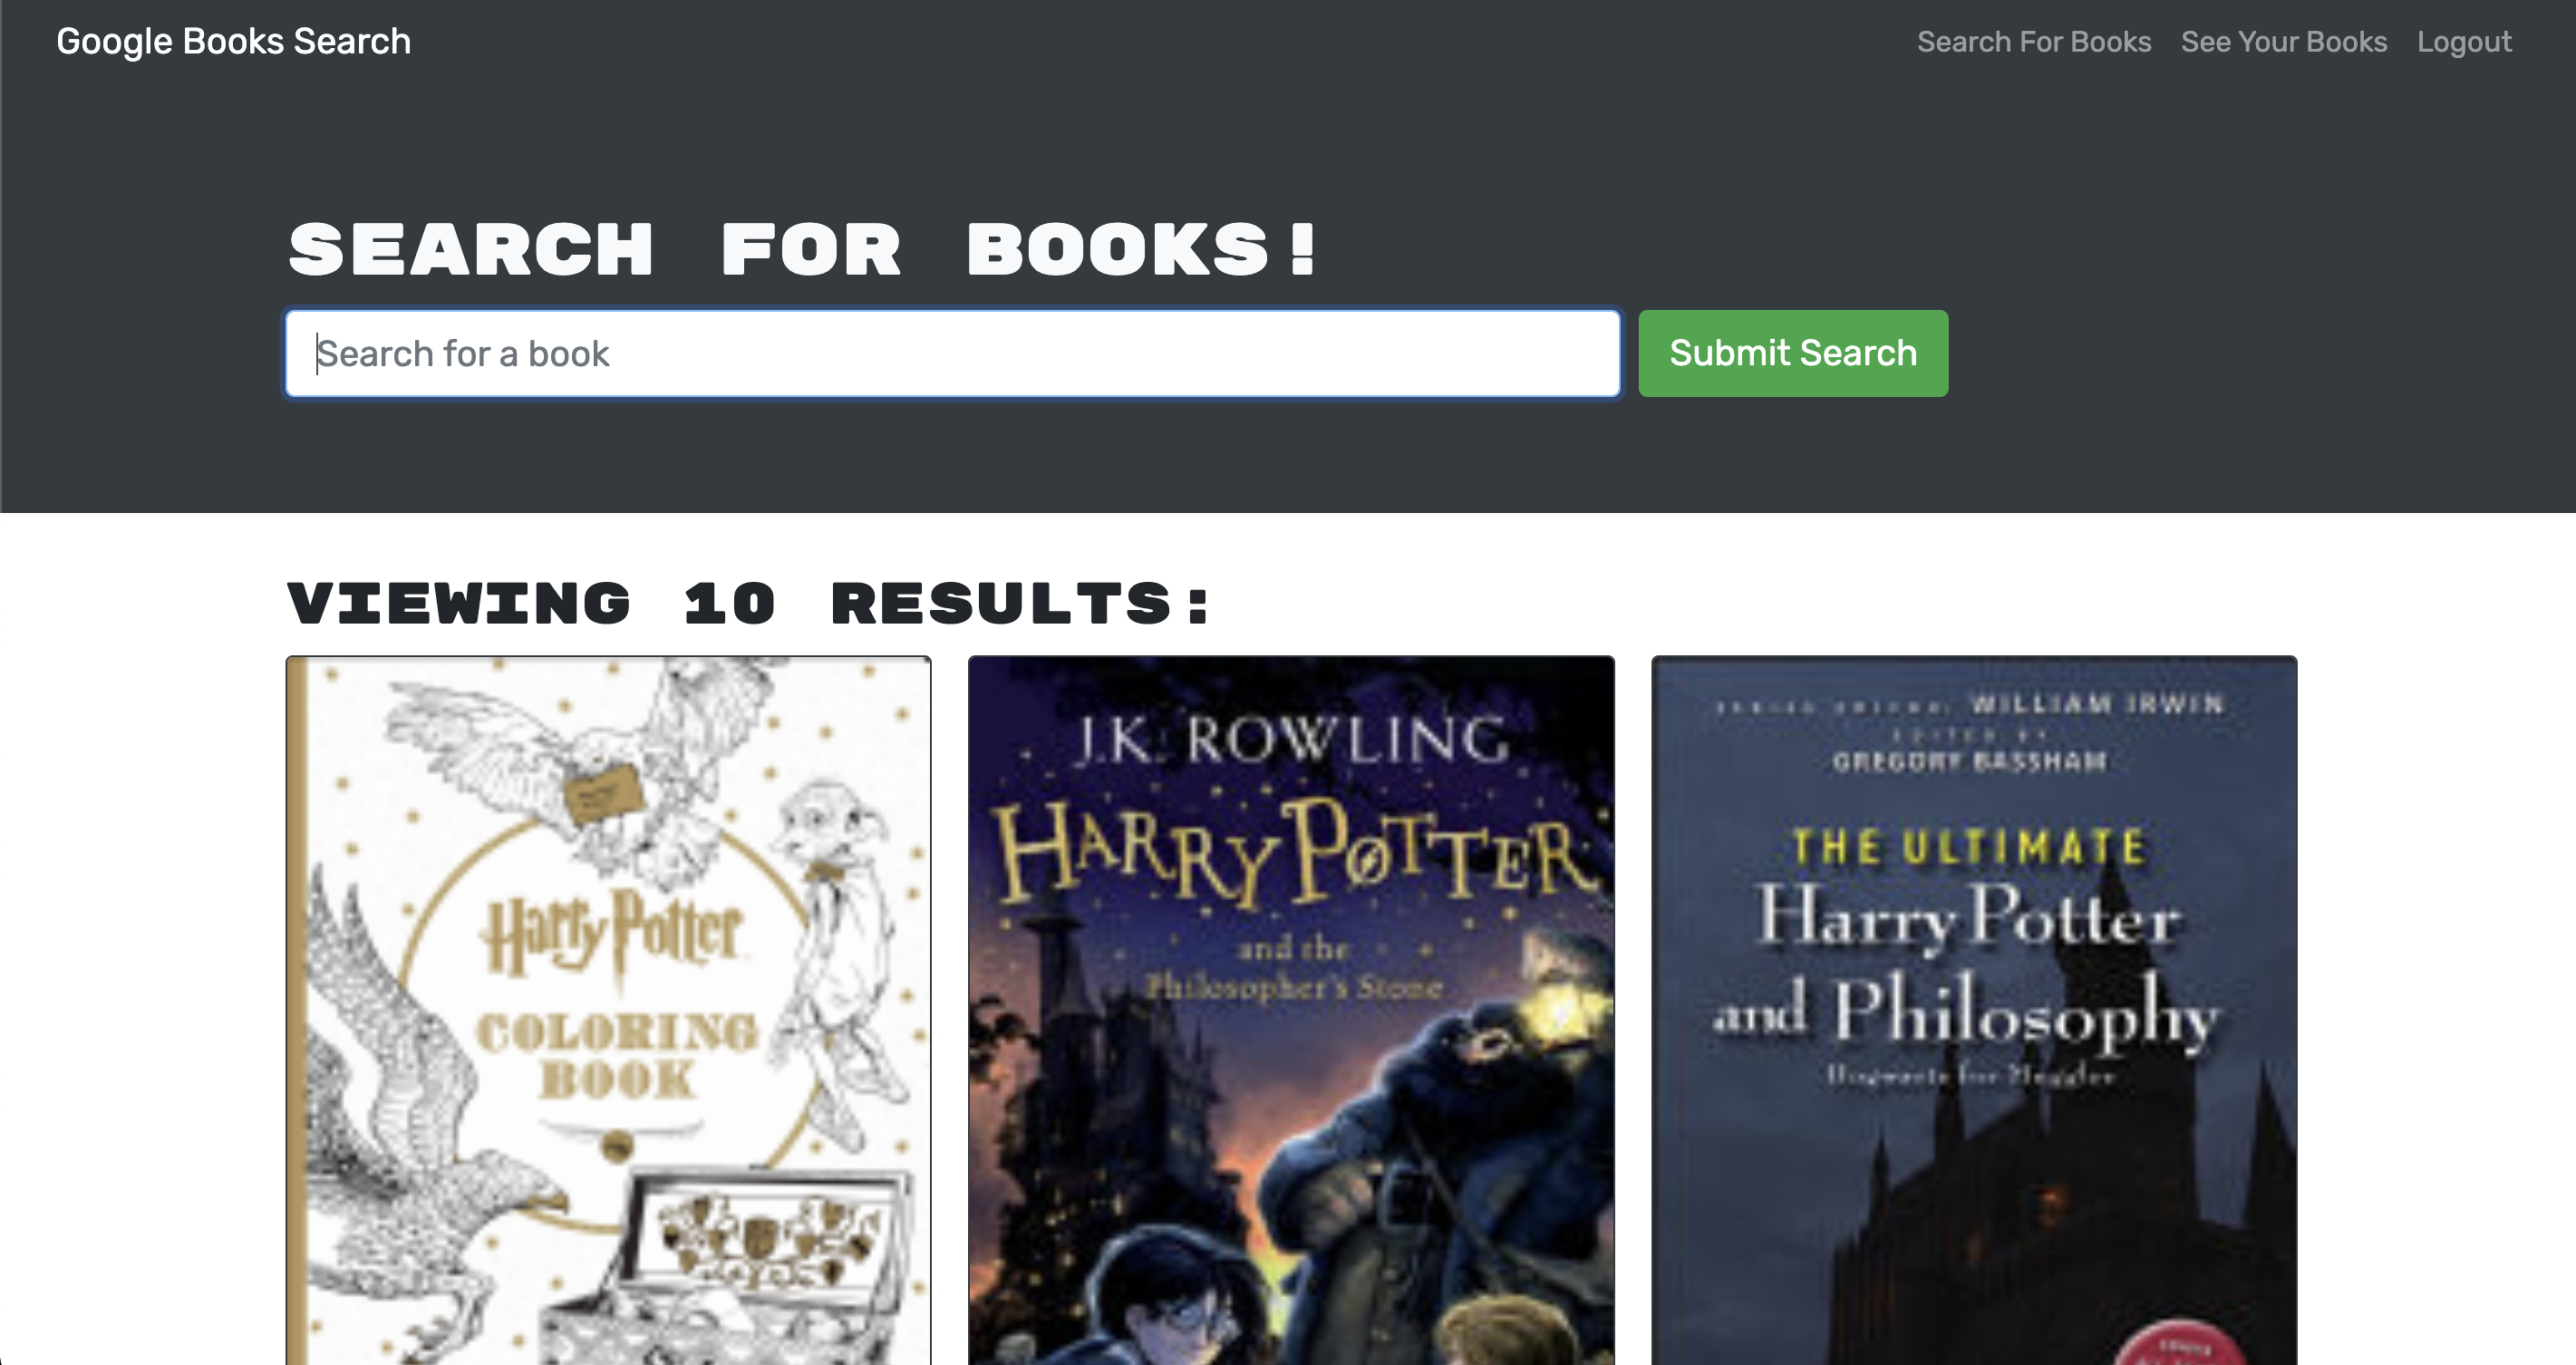 Google Books Search
Search For Books See Your Books Logout
SEARCH FOR BOOKS!
Search for a book
Submit Search
VIEWING 10 RESULTS:
Harry Potter
COLORING
BOOK
J.K. ROWLING
HARRY POTTER
and the
Philosopher's Stone
WILLIAM IRWIN
EDITED BY
GREGORY BASSHAM
THE ULTIMATE
Harry Potter
and Philosophy
Hogwarts for Muggles